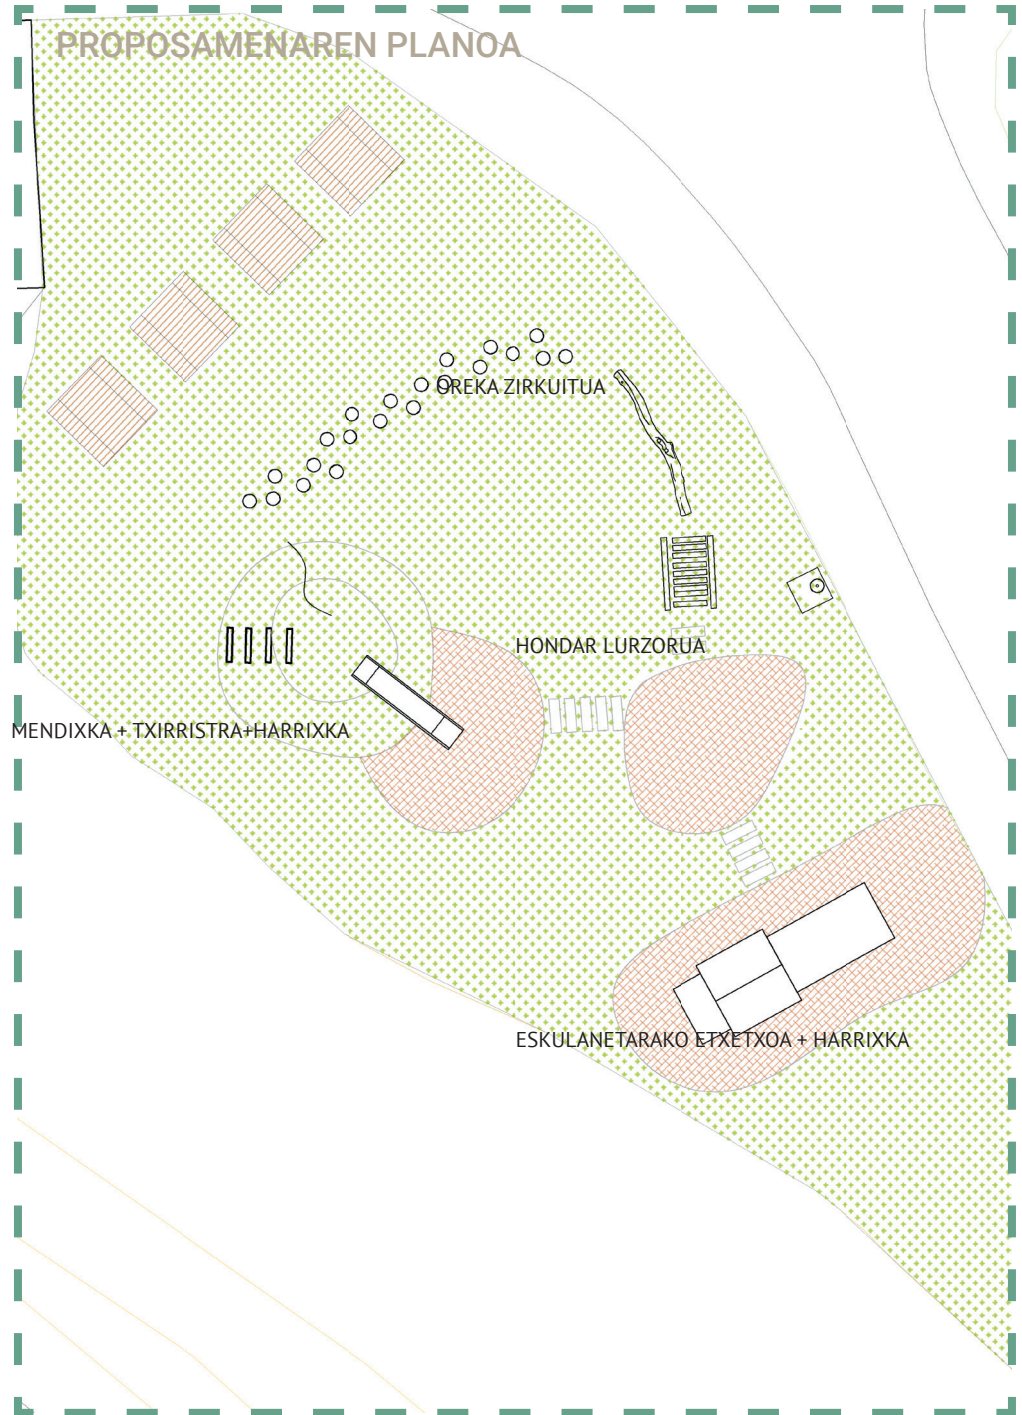 PROPOSAMENAREN PLANOA
OREKA ZIRKUITUA
HONDAR LURZORUA
MENDIXKA + TXIRRISTRA+HARRIXKA
ESKULANETARAKO ETXETXOA + HARRIXKA